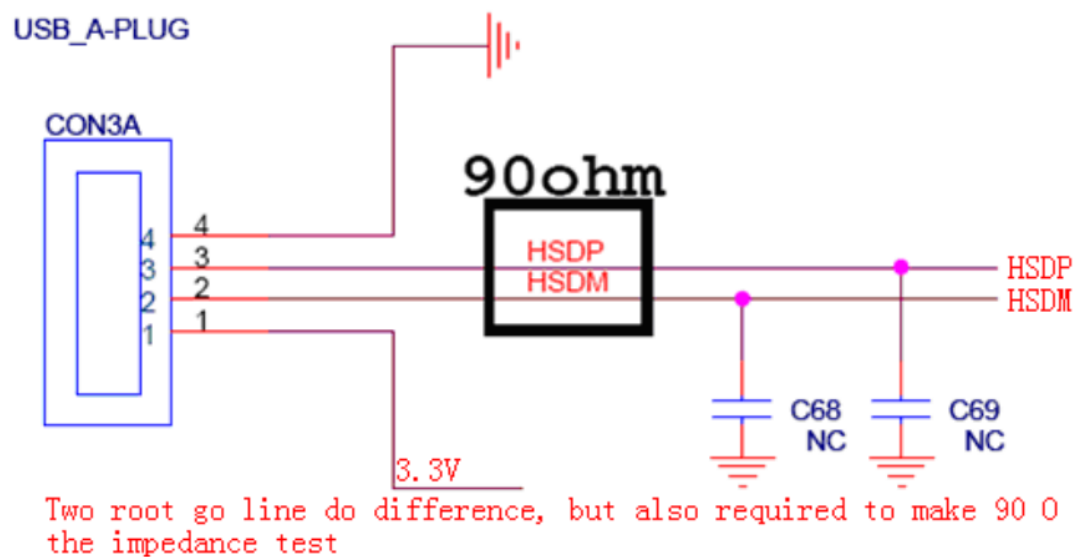 USB_A-PLUG
CON3A
90ohm
4 4
HSDP
3 3
HSDP
HSDM
2 2
HSDM
1 1
C68
NC
C69
NC
3.3V
Two root go line do difference, but also required to make 90 O
the impedance test